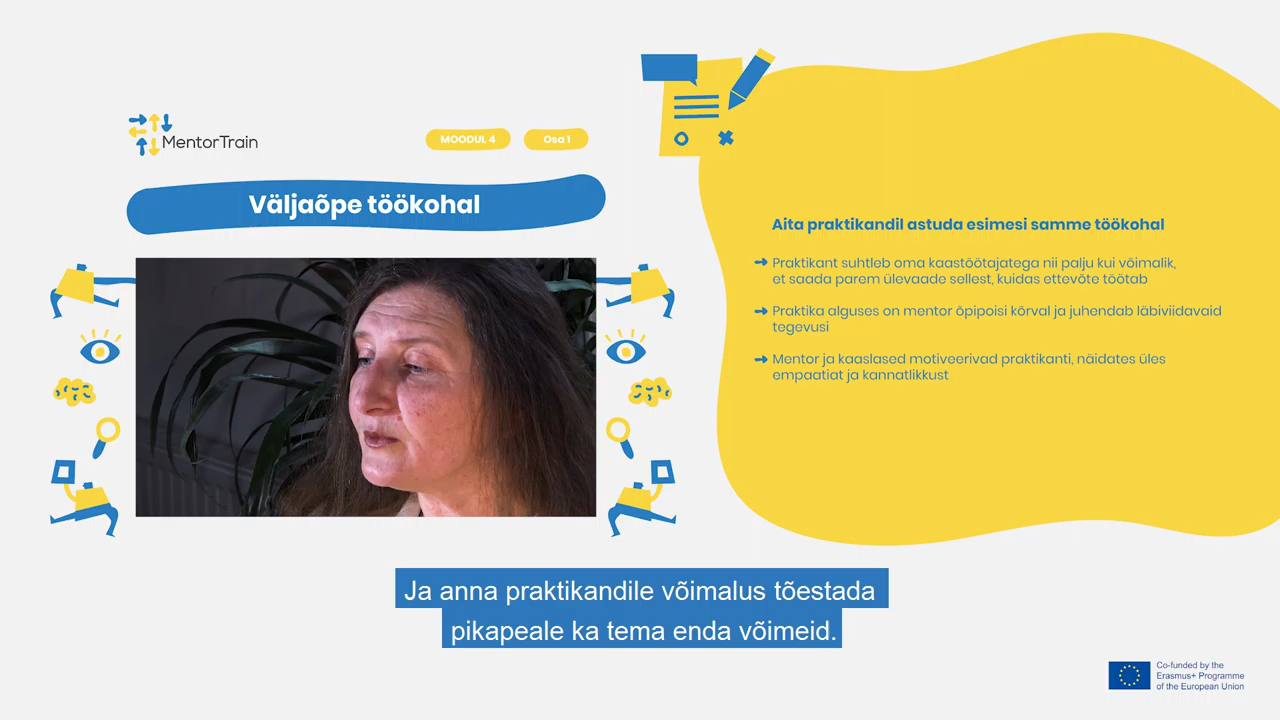 MentorTrain
MOODUL 4
Osa 1
Väljaõpe töökohal
Aita praktikandil astuda esimesi samme töökohal
Praktikant suhtleb oma kaastöötajatega nii palju kui võimalik,
et saada parem ülevaade sellest, kuidas ettevõte töötab
Praktika alguses on mentor õpipoisi kõrval ja juhendab läbiviidavaid
tegevusi
Mentor ja kaaslased motiveerivad praktikanti, näidates üles
empaatiat ja kannatlikkust
Ja anna praktikandile võimalus tõestada
pikapeale ka tema enda võimeid.
Co-funded by the
Erasmus+ Programme
of the European Union